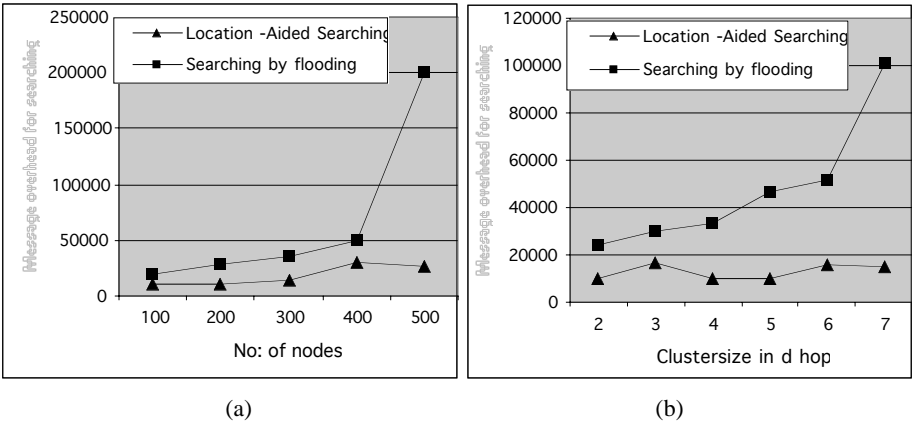 250000
200000
150000
100000
50000
0
Message overhead for searching
Location -Aided Searching
Searching by flooding
100 200 300 400 500
No: of nodes
(a)
120000
100000
80000
60000
40000
20000
0
Message overhead for searching
Location -Aided Searching
Searching by flooding
2 3 4 5 6 7
Clustersize in d hop
(b)